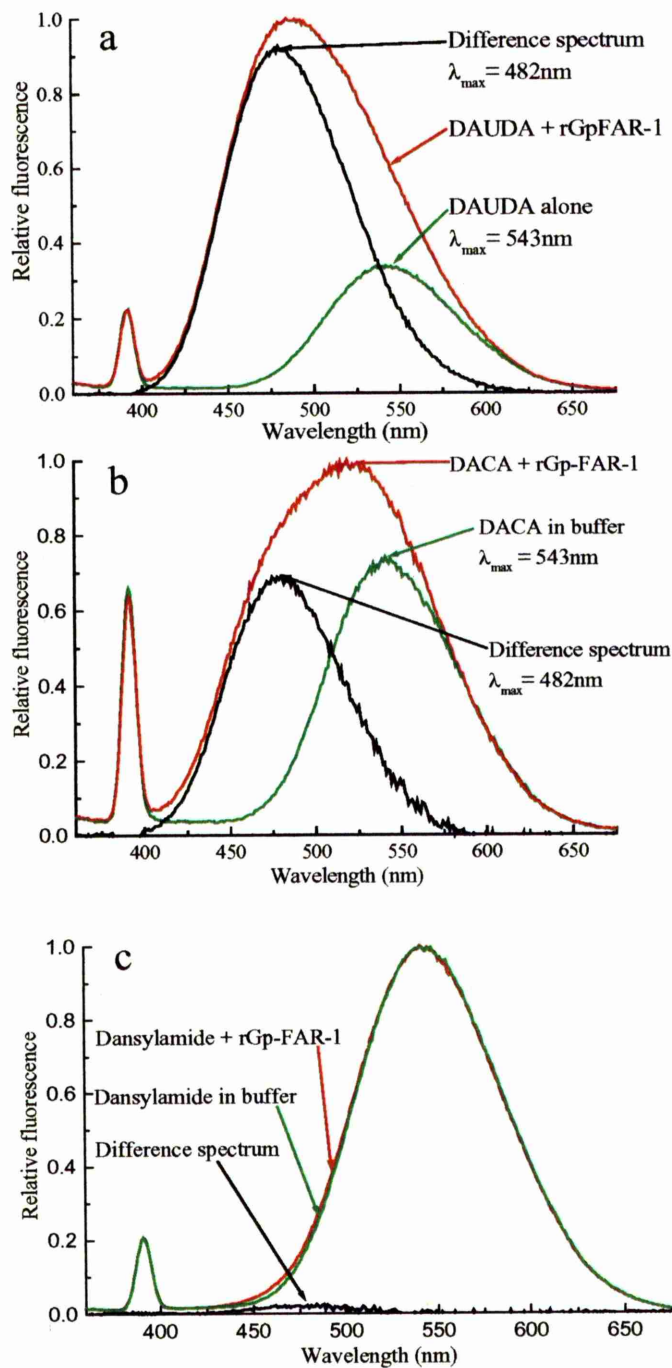 a
Difference spectrum
λmax= 482nm
DAUDA + rGpFAR-1
DAUDA alone
λmax= 543nm
Relative fluorescence
1.0
0.8
0.6
0.4
0.2
0.0
400 450 500 550 600 650
Wavelength (nm)
b
DACA + rGp-FAR-1
DACA in buffer
λmax= 543nm
Difference spectrum
λmax= 482nm
Relative fluorescence
1.0
0.8
0.6
0.4
0.2
0.0
400 450 500 550 600 650
Wavelength (nm)
c
Dansylamide + rGp-FAR-1
Dansylamide in buffer
Difference spectrum
Relative fluorescence
1.0
0.8
0.6
0.4
0.2
0.0
400 450 500 550 600 650
Wavelength (nm)